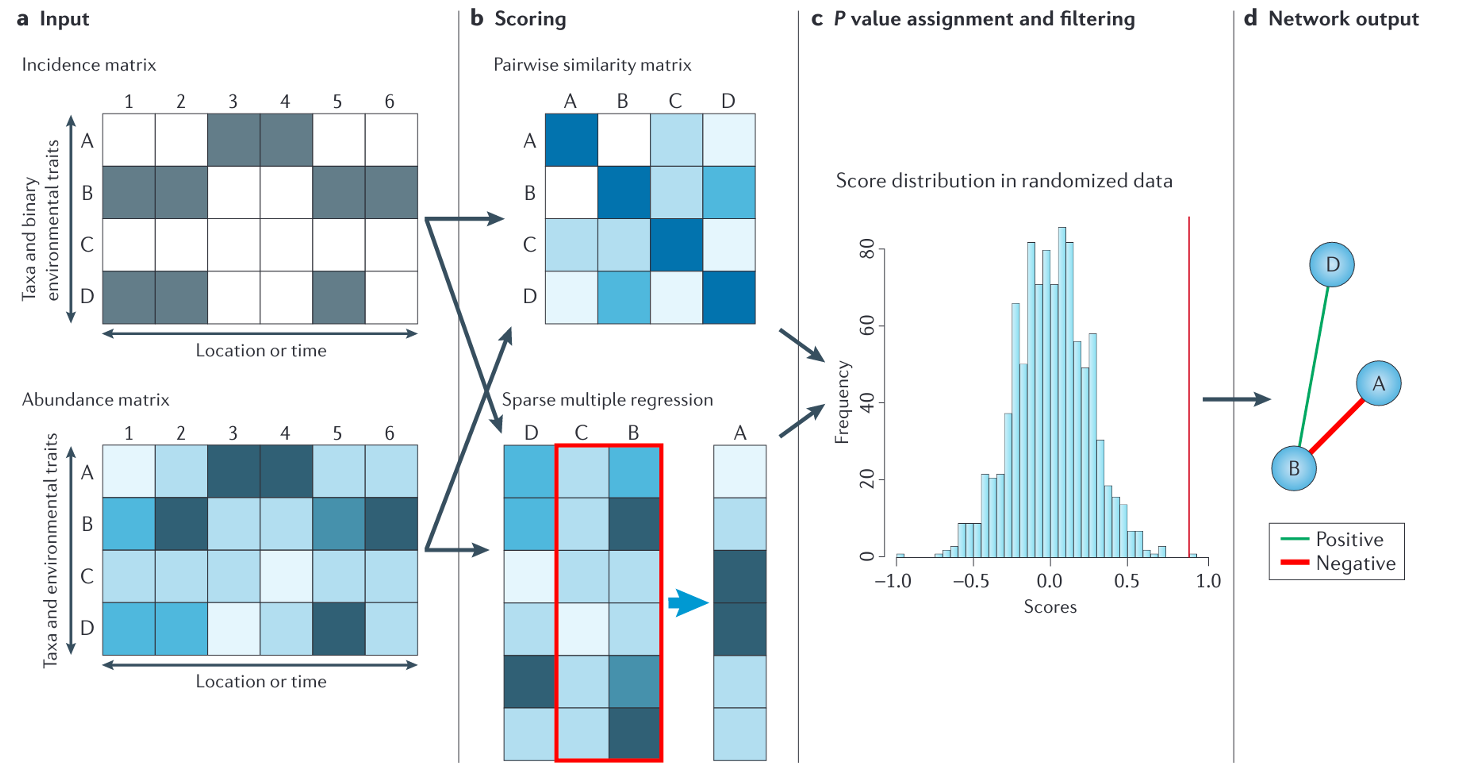 a Input
Incidence matrix
1 2 3 4 5 6
A
B
C
D
Taxa and binary
environmental traits
Location or time
Abundance matrix
1 2 3 4 5 6
A
B
C
D
Taxa and environmental traits
Location or time
b Scoring
Pairwise similarity matrix
A B C D
A
B
C
D
Sparse multiple regression
D C B A
c P value assignment and filtering
Score distribution in randomized data
Frequency
80
60
40
20
0
−1.0 −0.5 0.0 0.5 1.0
Scores
d Network output
D
A
B
Positive
Negative